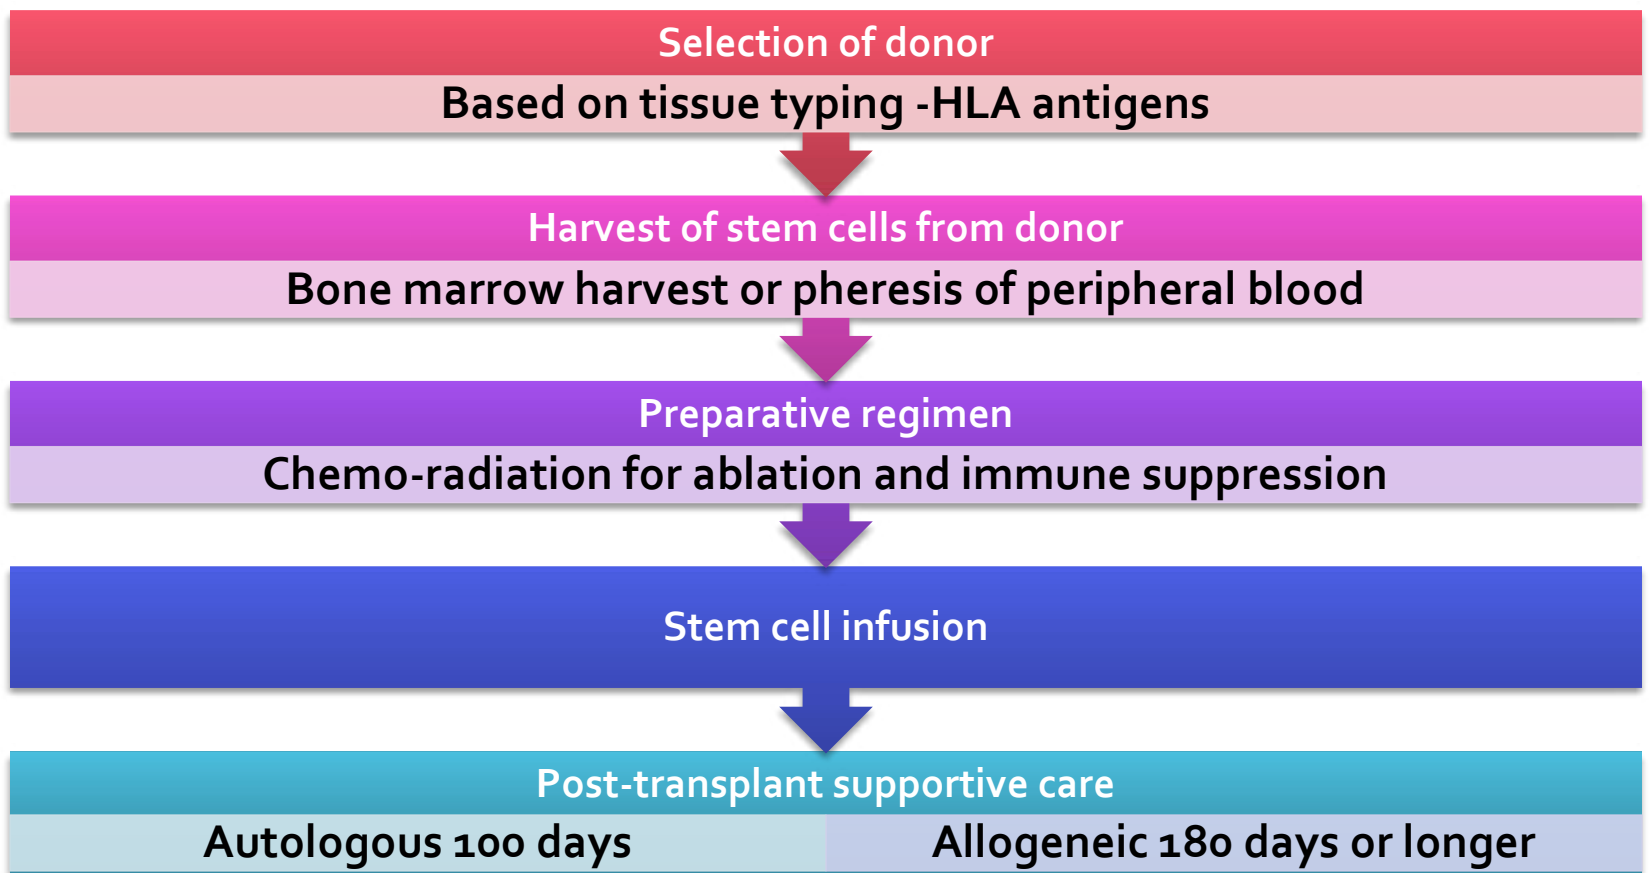 Selection of donor
Based on tissue typing -HLA antigens
Harvest of stem cells from donor
Bone marrow harvest or pheresis of peripheral blood
Preparative regimen
Chemo-radiation for ablation and immune suppression
Stem cell infusion
Post-transplant supportive care
Autologous 100 days
Allogeneic 180 days or longer